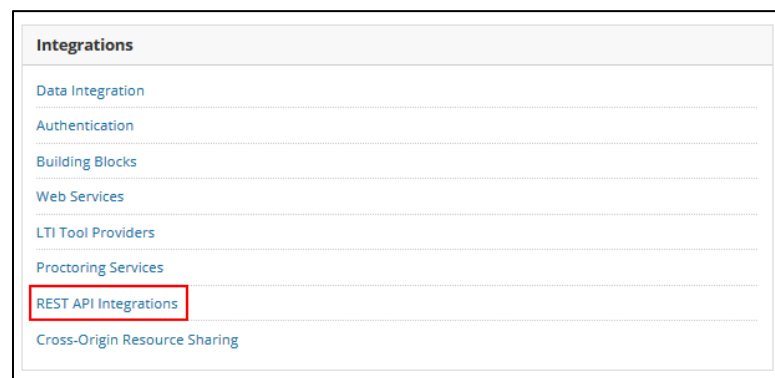 Integrations
Data Integration
Authentication
Building Blocks
Web Services
LTI Tool Providers
Proctoring Services
REST API Integrations
Cross-Origin Resource Sharing